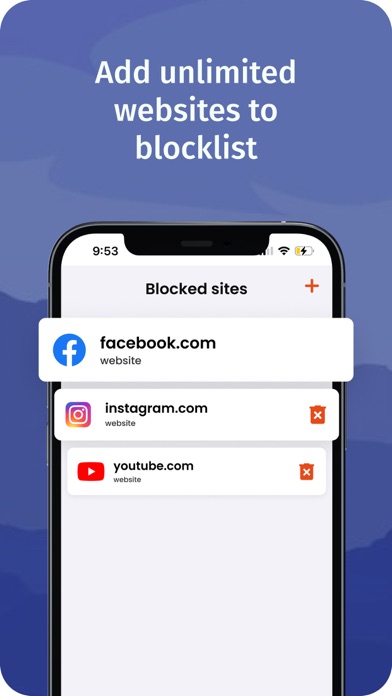 Add unlimited
websites to
blocklist
9:53
Blocked sites
+
facebook.com
website
instagram.com
website
youtube.com
website